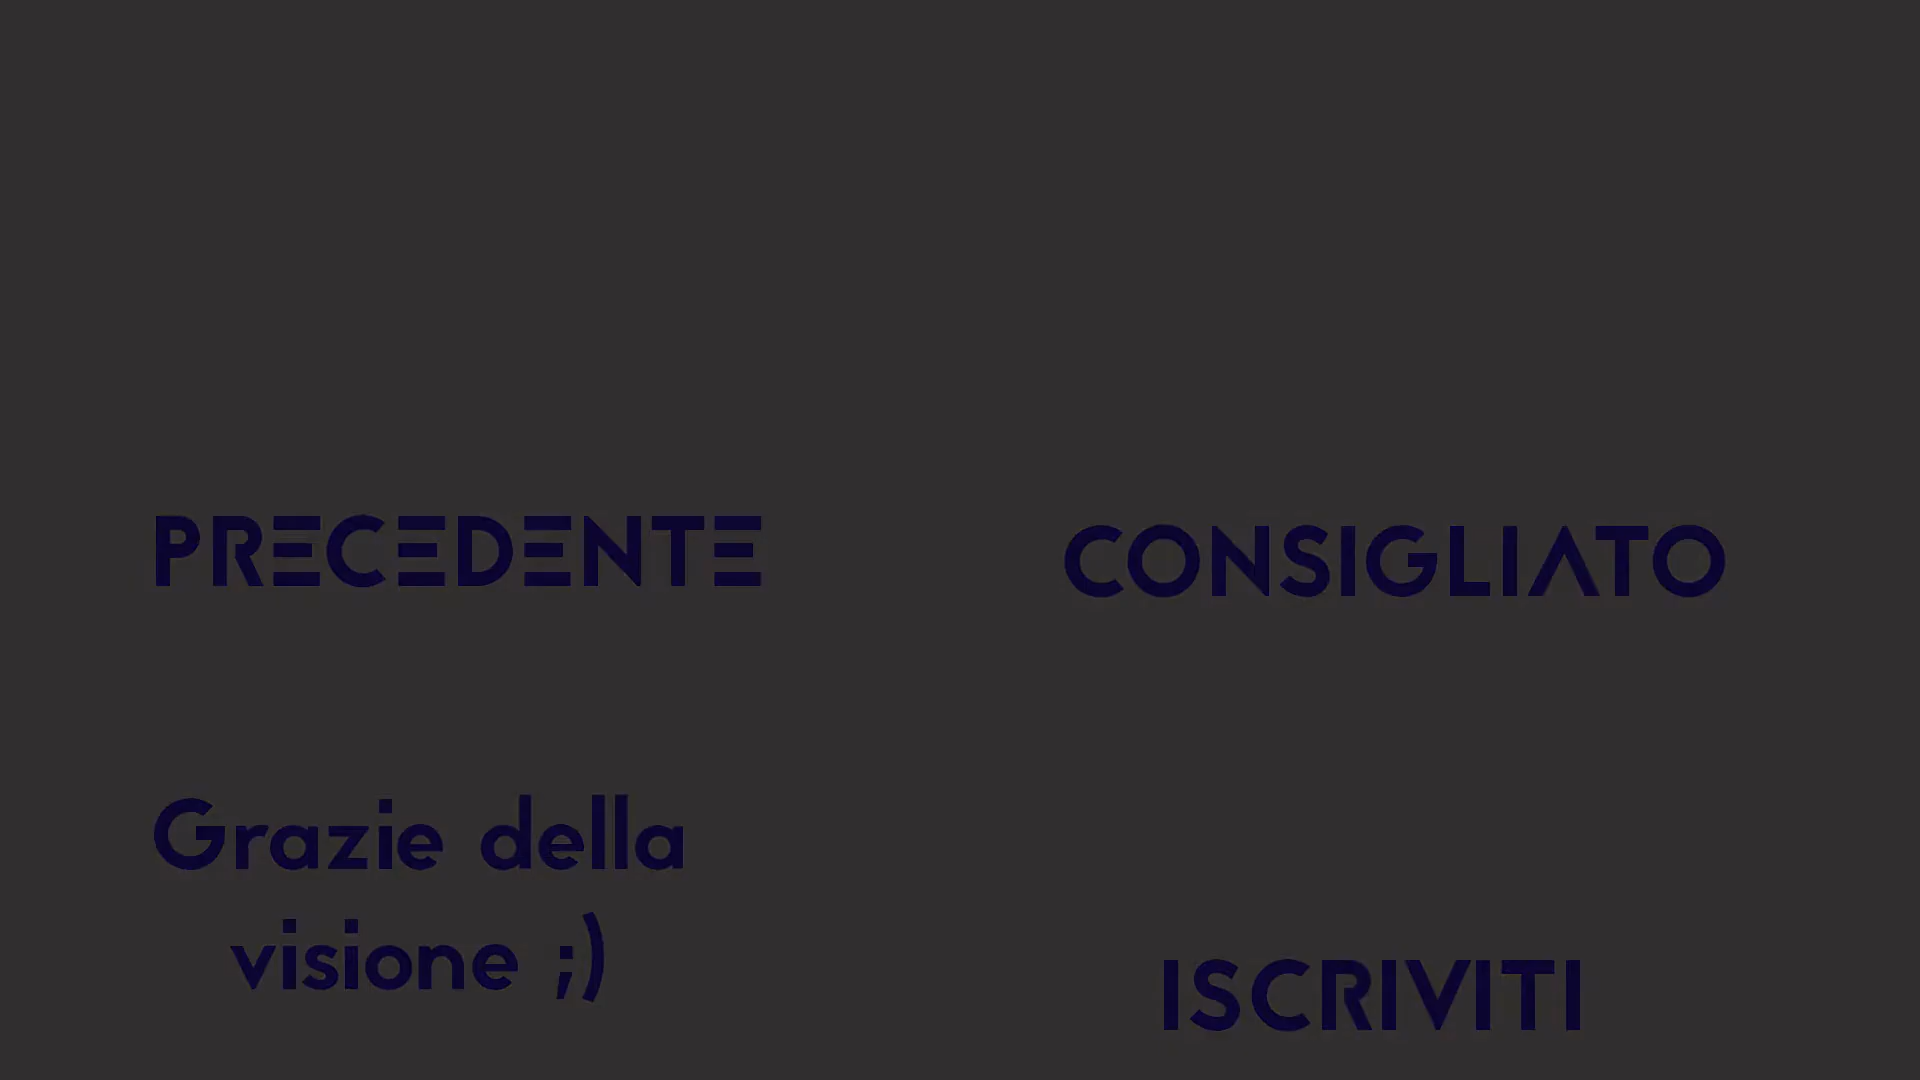 PRECEDENTE
CONSIGLIATO
Grazie della
visione ;)
ISCRIVITI